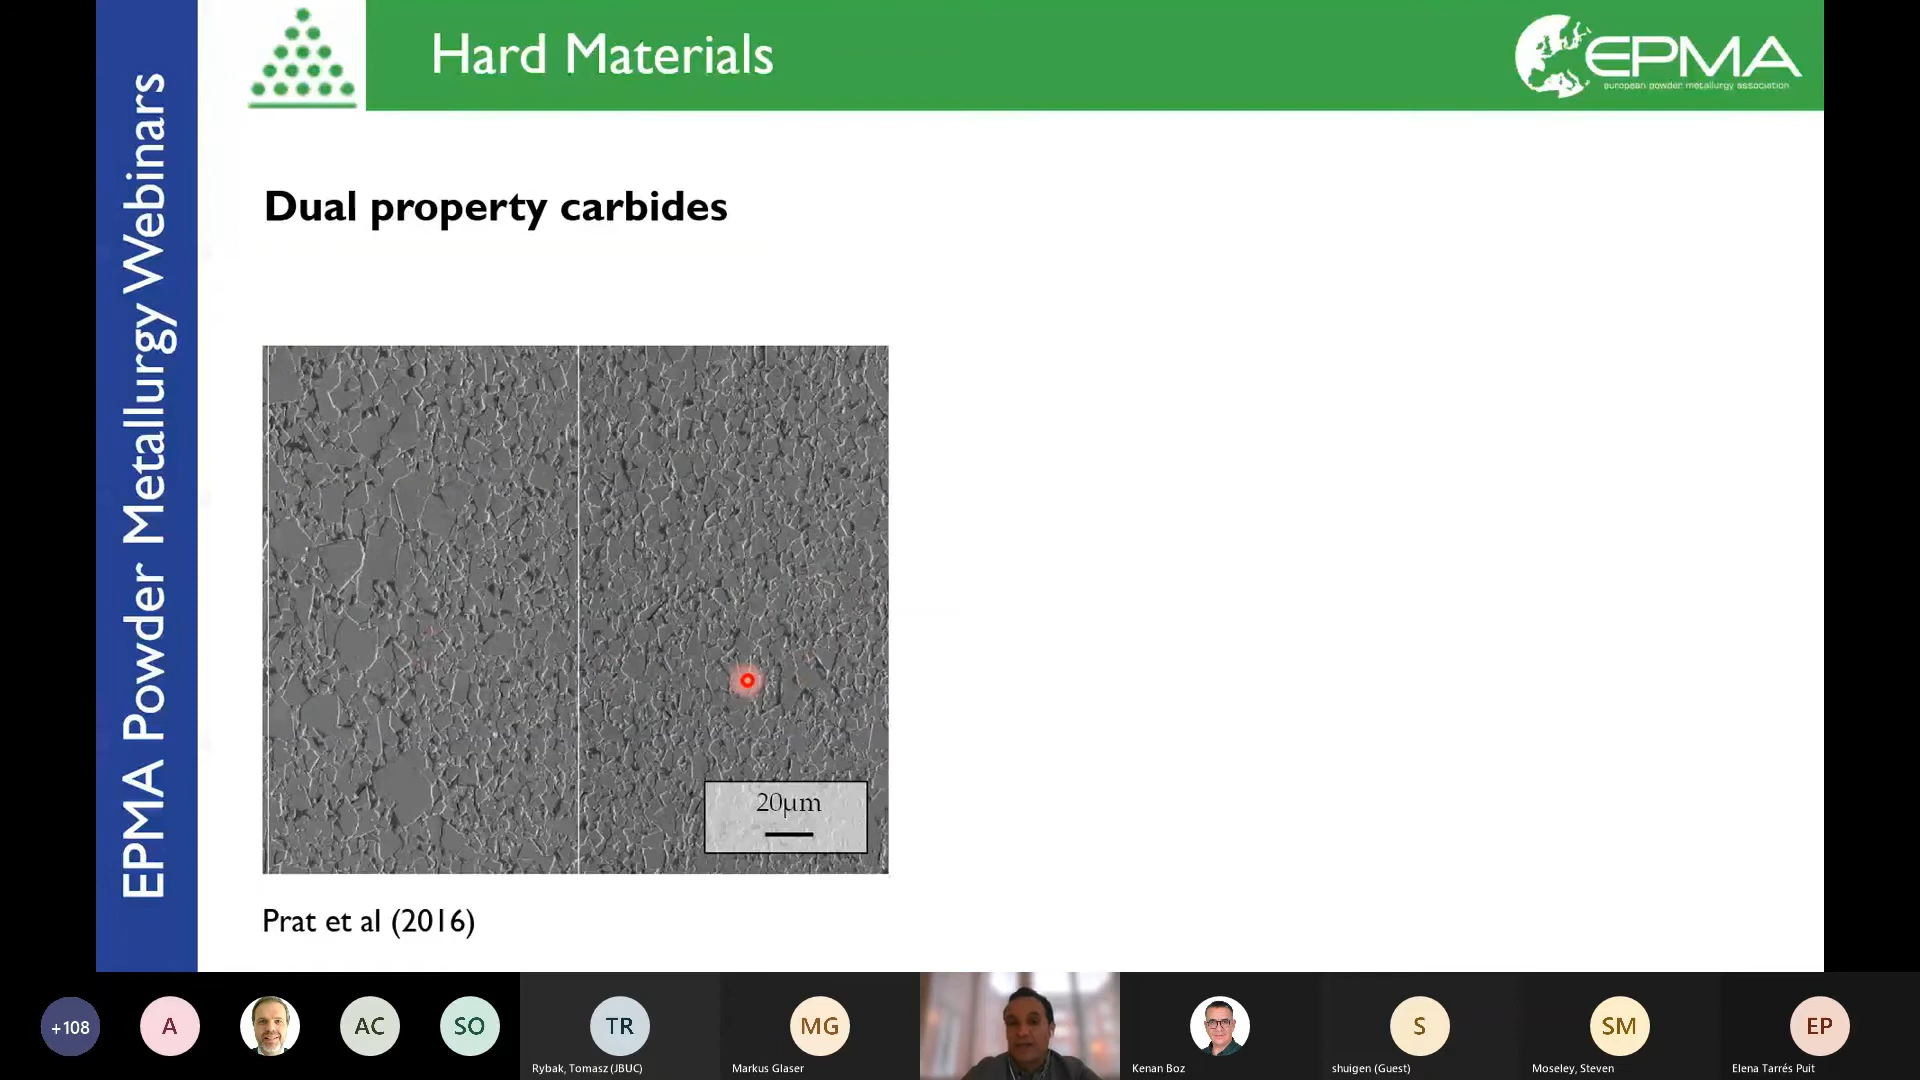 EPMA Powder Metallurgy Webinars
Hard Materials
EPMA
european powder metallurgy association
Dual property carbides
20µm
Prat et al (2016)
+108
A
AC
SO
TR
Rybak, Tomasz (JBUC)
MG
Markus Glaser
Kenan Boz
S
shuigen (Guest)
SM
Moseley, Steven
EP
Elena Tarrés Puit